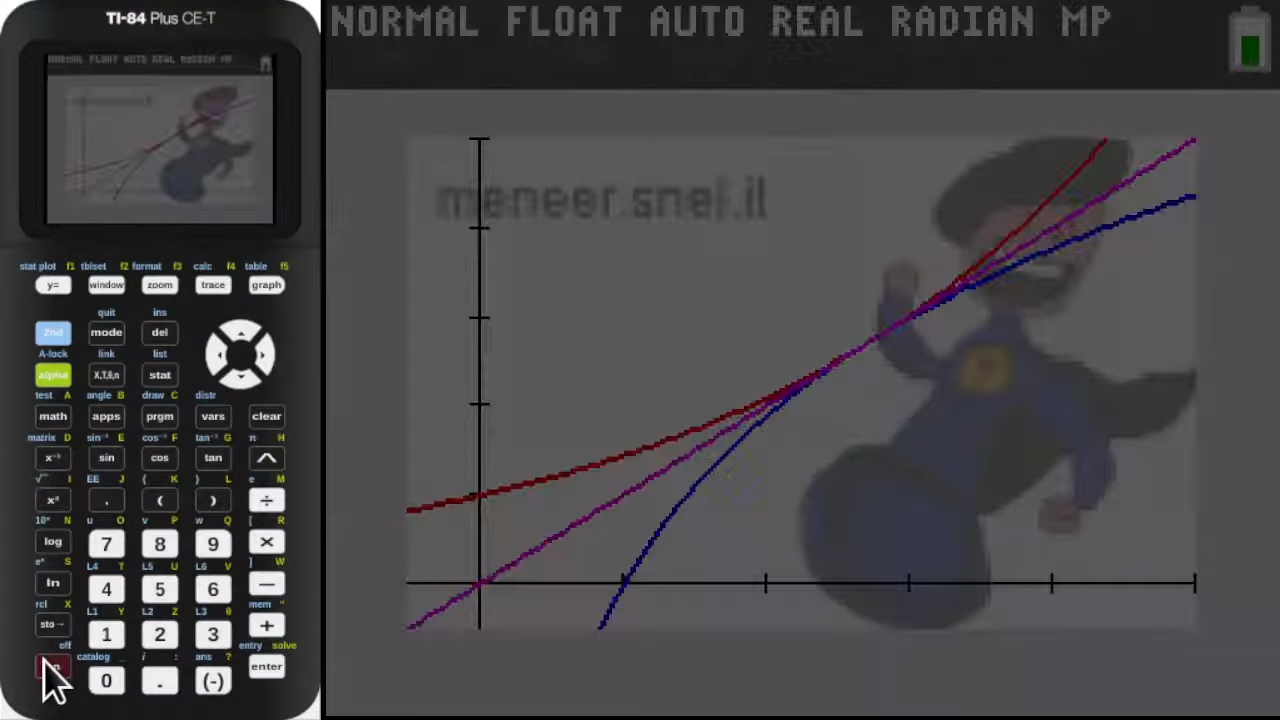 TI-84 Plus CE-T
NORMAL FLOAT AUTO REAL RADIAN MP
meneer.snel.il
stat plot f1 tblset f2 format f3 calc f4 table f5
y= window zoom trace graph
quit ins
2nd mode del
A-lock link list
alpha X,T,θ,n stat
test A angle B draw C distr
math apps prgm vars clear
matrix D sin⁻¹ E cos⁻¹ F tan⁻¹ G π H
x⁻¹ sin cos tan ^
√ I EE J { K } L e M
x² , ( ) ÷
10ˣ N u O v P w Q [ R
log 7 8 9 ×
eˣ S L4 T L5 U L6 V ] W
ln 4 5 6 −
rcl X L1 Y L2 Z L3 θ mem "
sto→ 1 2 3 +
off catalog _ i : ans ? entry solve
0 . (-) enter